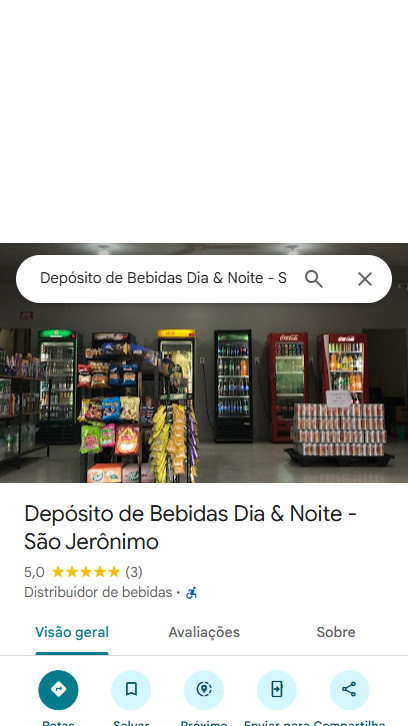 Depósito de Bebidas Dia & Noite - S
Depósito de Bebidas Dia & Noite -
São Jerônimo
5,0 ★★★★★ (3)
Distribuidor de bebidas ·
Visão geral Avaliações Sobre
Rotas Salvar Próximo Enviar para Compartilha